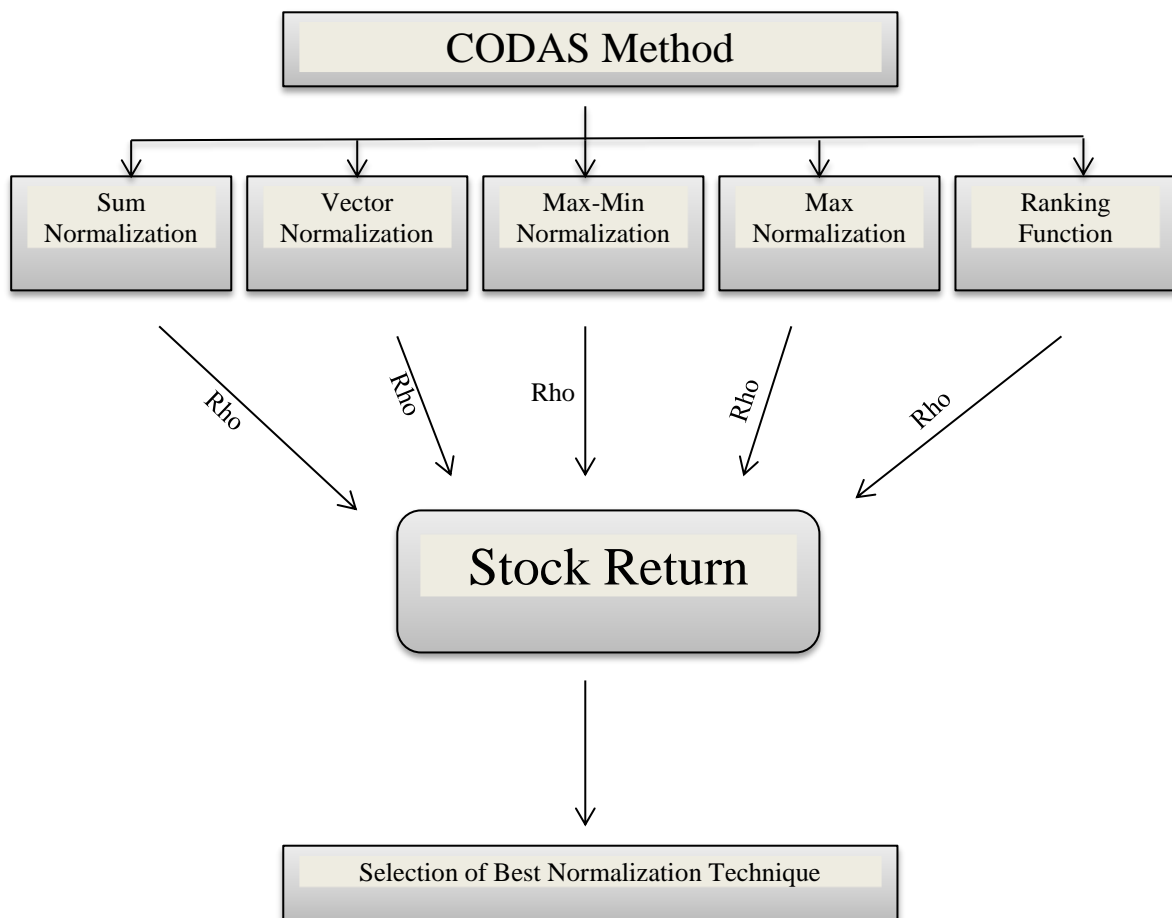 CODAS Method
Sum
Normalization
Vector
Normalization
Max-Min
Normalization
Max
Normalization
Ranking
Function
Rho
Rho
Rho
Rho
Rho
Stock Return
Selection of Best Normalization Technique